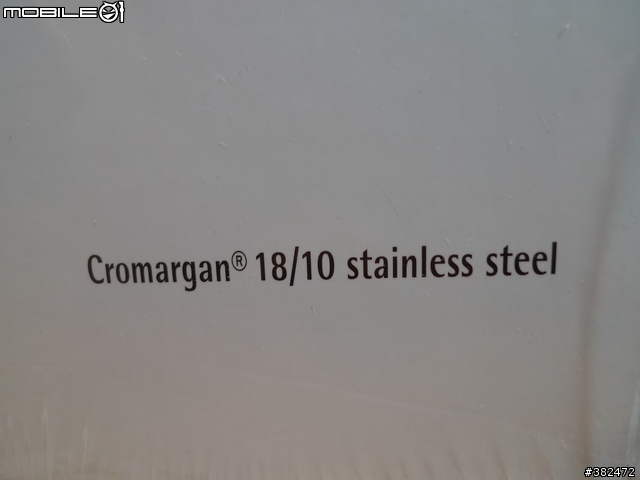 MOBILE01
Cromargan® 18/10 stainless steel
#382472